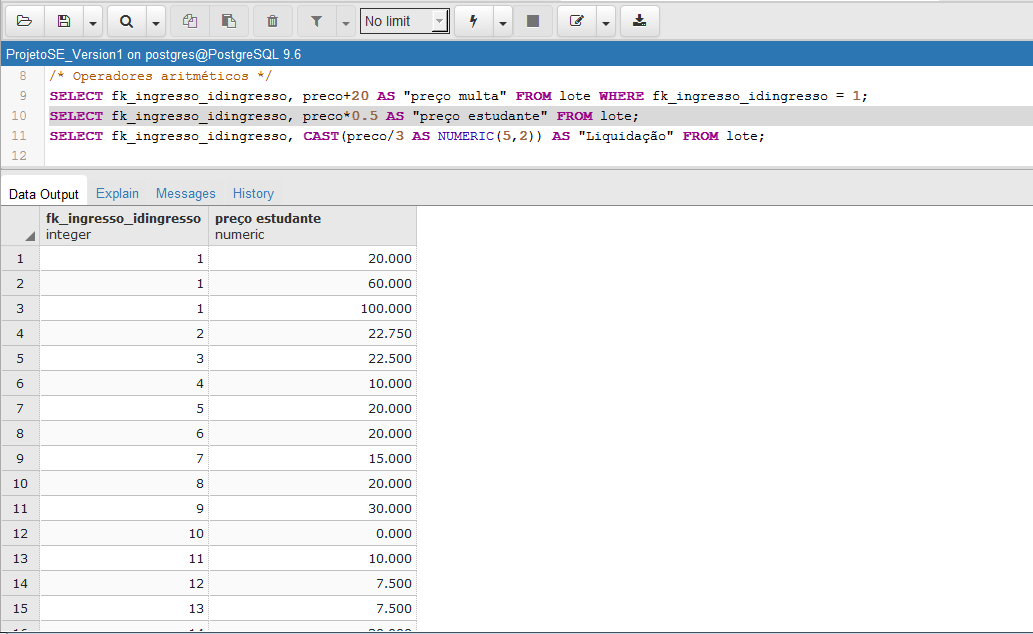 No limit
ProjetoSE_Version1 on postgres@PostgreSQL 9.6
8 /* Operadores aritméticos */
9 SELECT fk_ingresso_idingresso, preco+20 AS "preço multa" FROM lote WHERE fk_ingresso_idingresso = 1;
10 SELECT fk_ingresso_idingresso, preco*0.5 AS "preço estudante" FROM lote;
11 SELECT fk_ingresso_idingresso, CAST(preco/3 AS NUMERIC(5,2)) AS "Liquidação" FROM lote;
12
Data Output Explain Messages History
fk_ingresso_idingresso preço estudante
integer numeric
1 1 20.000
2 1 60.000
3 1 100.000
4 2 22.750
5 3 22.500
6 4 10.000
7 5 20.000
8 6 20.000
9 7 15.000
10 8 20.000
11 9 30.000
12 10 0.000
13 11 10.000
14 12 7.500
15 13 7.500